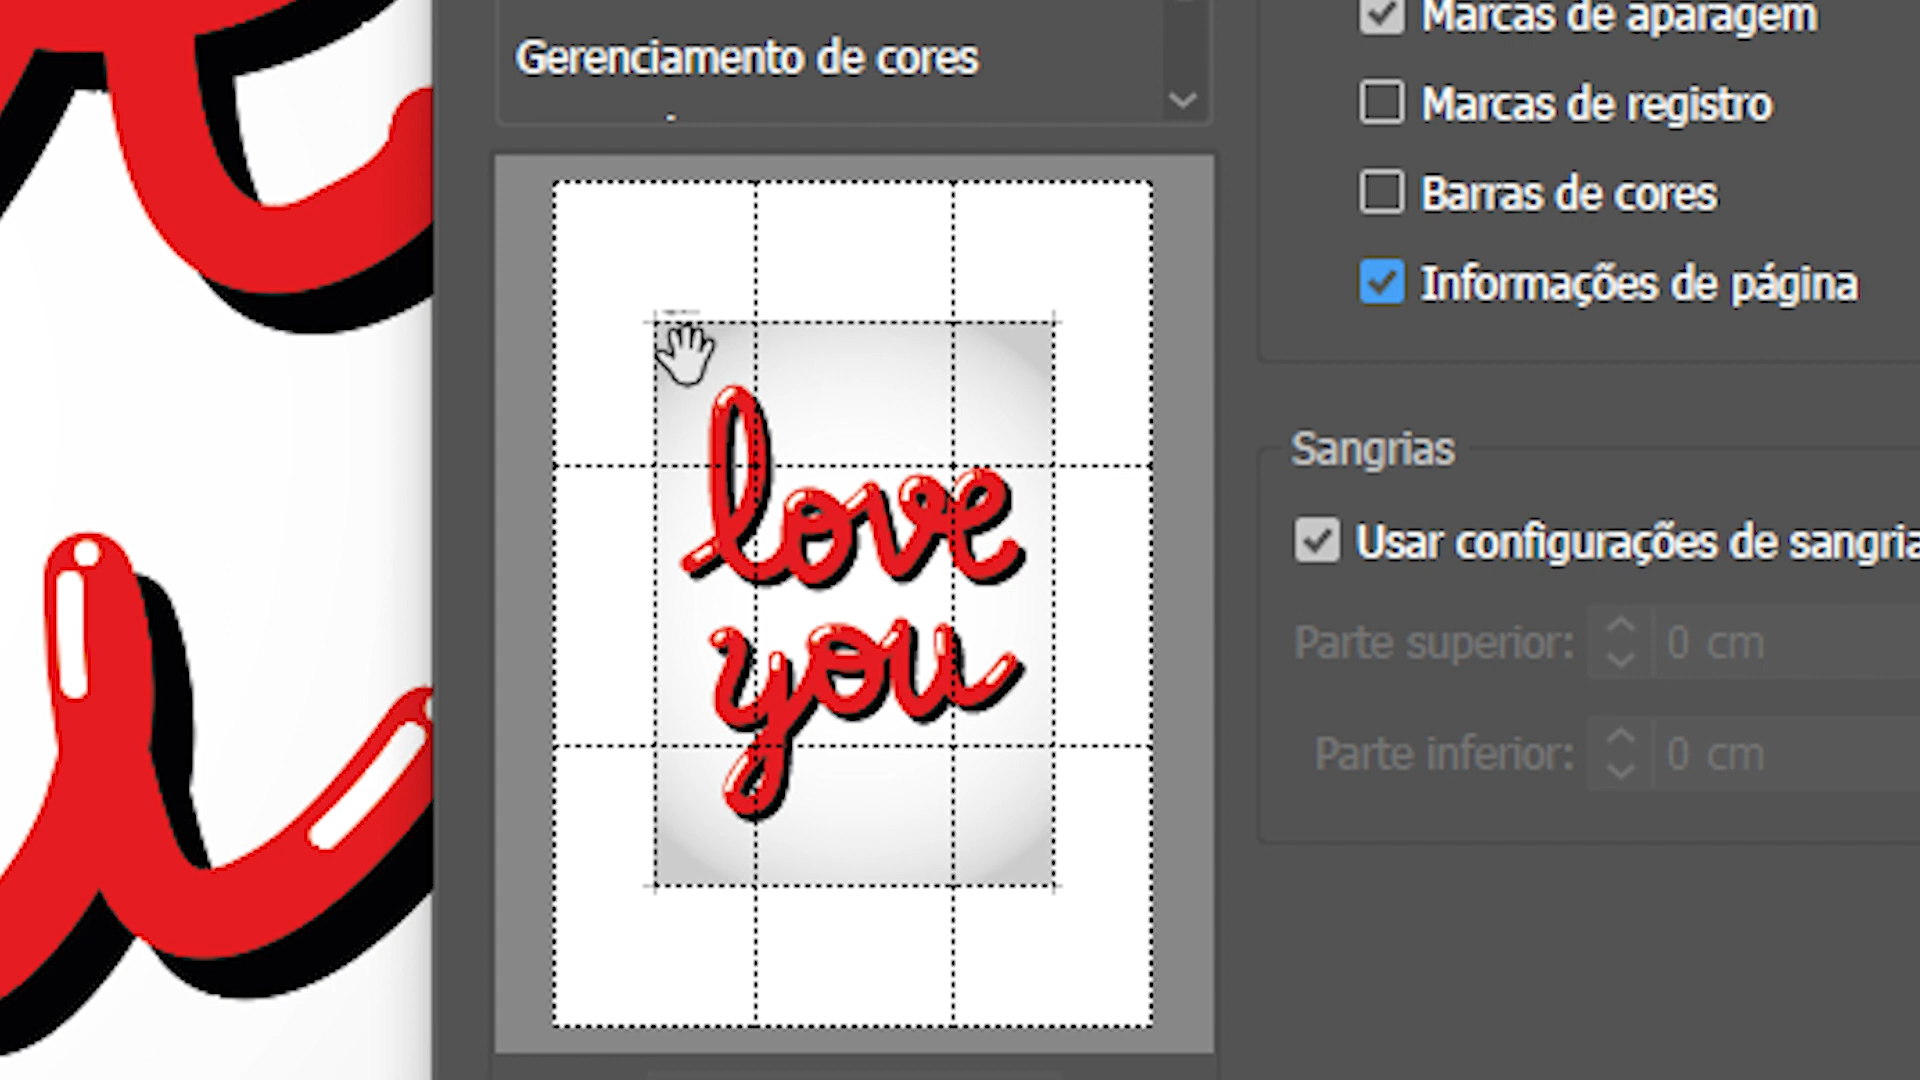 Gerenciamento de cores
Marcas de aparagem
Marcas de registro
Barras de cores
Informações de página
love
you
Sangrias
Usar configurações de sangria
Parte superior: 0 cm
Parte inferior: 0 cm